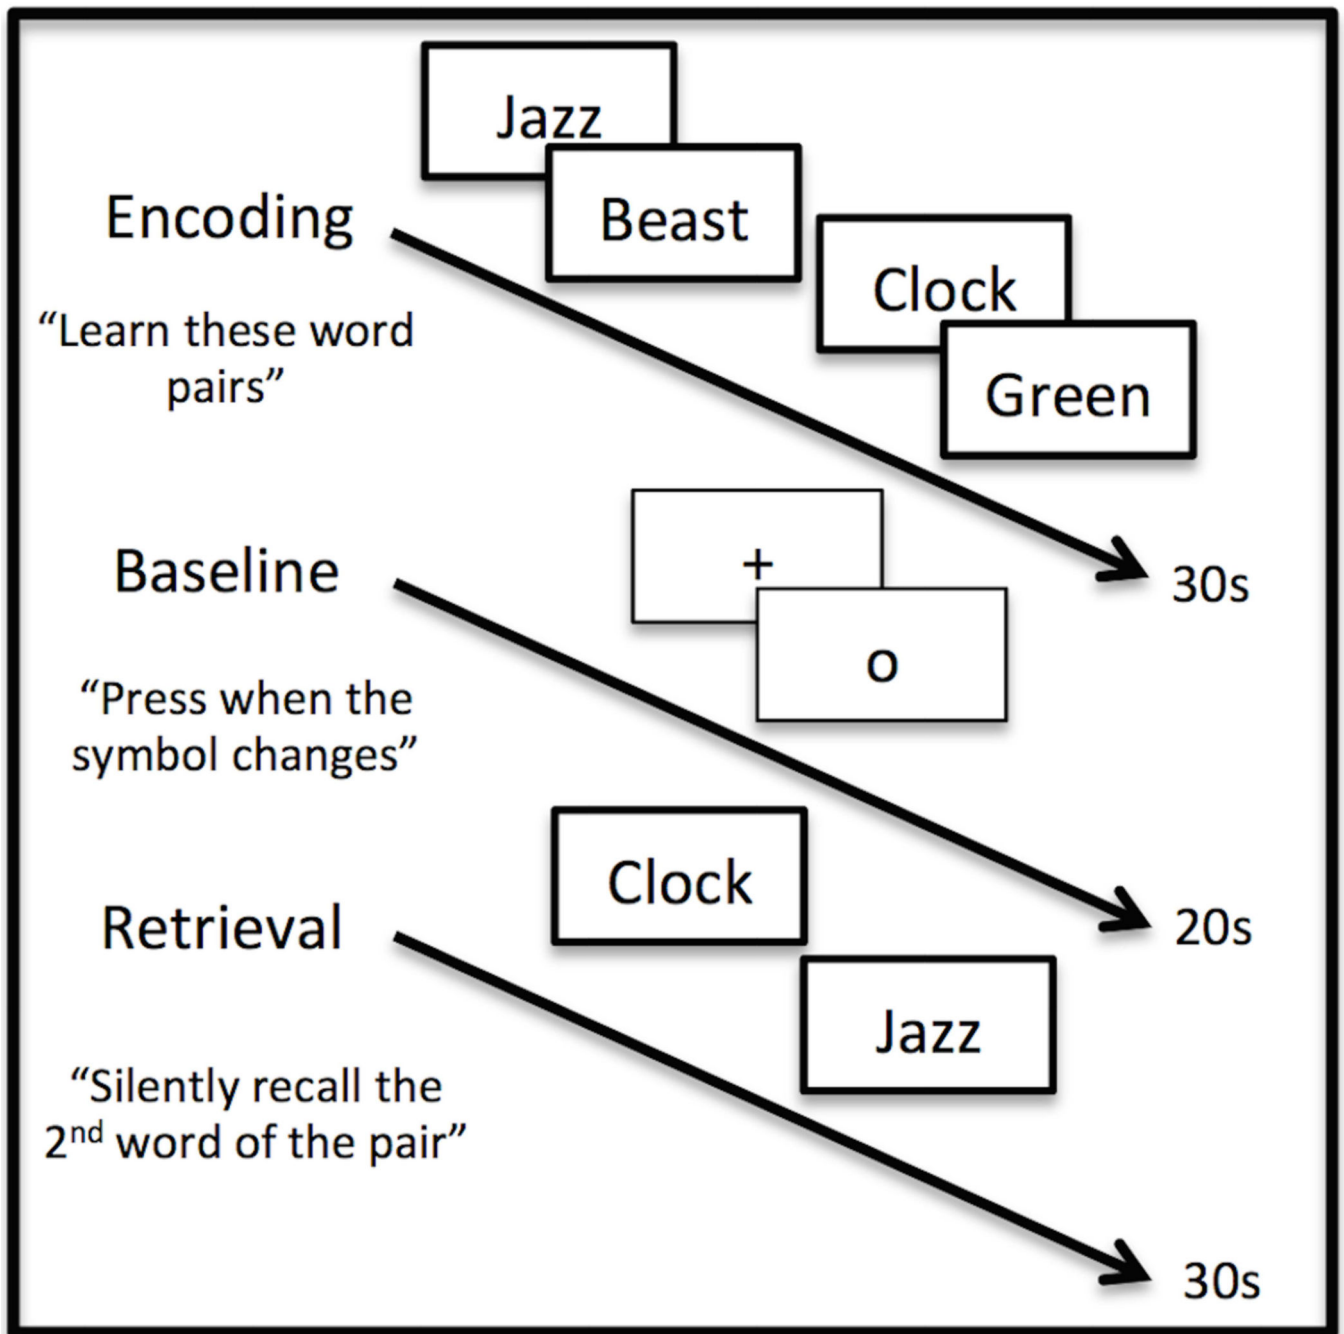 Jazz
Beast
Encoding
Clock
“Learn these word
pairs”
Green
30s
Baseline
+
o
“Press when the
symbol changes”
20s
Clock
Retrieval
Jazz
“Silently recall the
2nd word of the pair”
30s